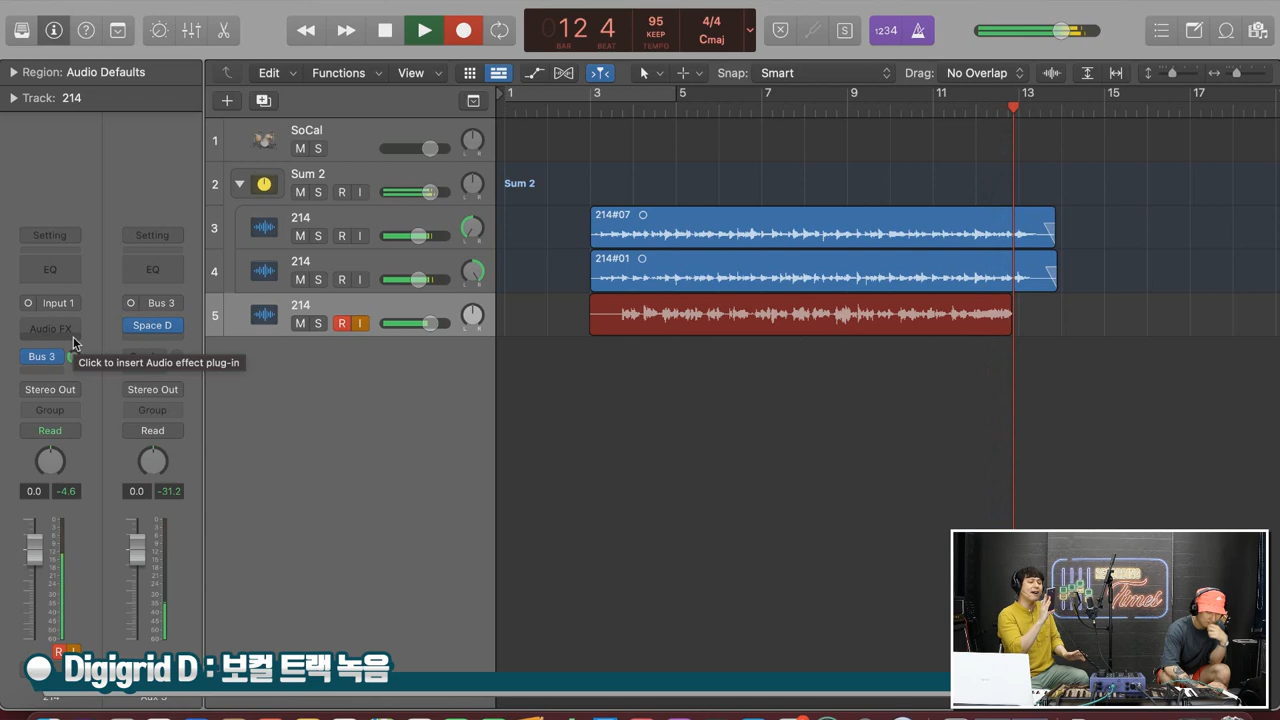 12 4
BAR BEAT
95
KEEP
TEMPO
4/4
Cmaj
S
1234
Region: Audio Defaults
Track: 214
Edit
Functions
View
Snap: Smart
Drag: No Overlap
1
3
5
7
9
11
13
15
17
1
SoCal
M S
L R
2
Sum 2
M S R I
L R
Sum 2
3
214
M S R I
L R
214#07
4
214
M S R I
L R
214#01
5
214
M S R I
L R
Setting
Setting
EQ
EQ
Input 1
Bus 3
Audio FX
Space D
Bus 3
Click to insert Audio effect plug-in
Stereo Out
Stereo Out
Group
Group
Read
Read
0.0 -4.6
0.0 -31.2
R I
Digigrid D : 보컬 트랙 녹음
Times